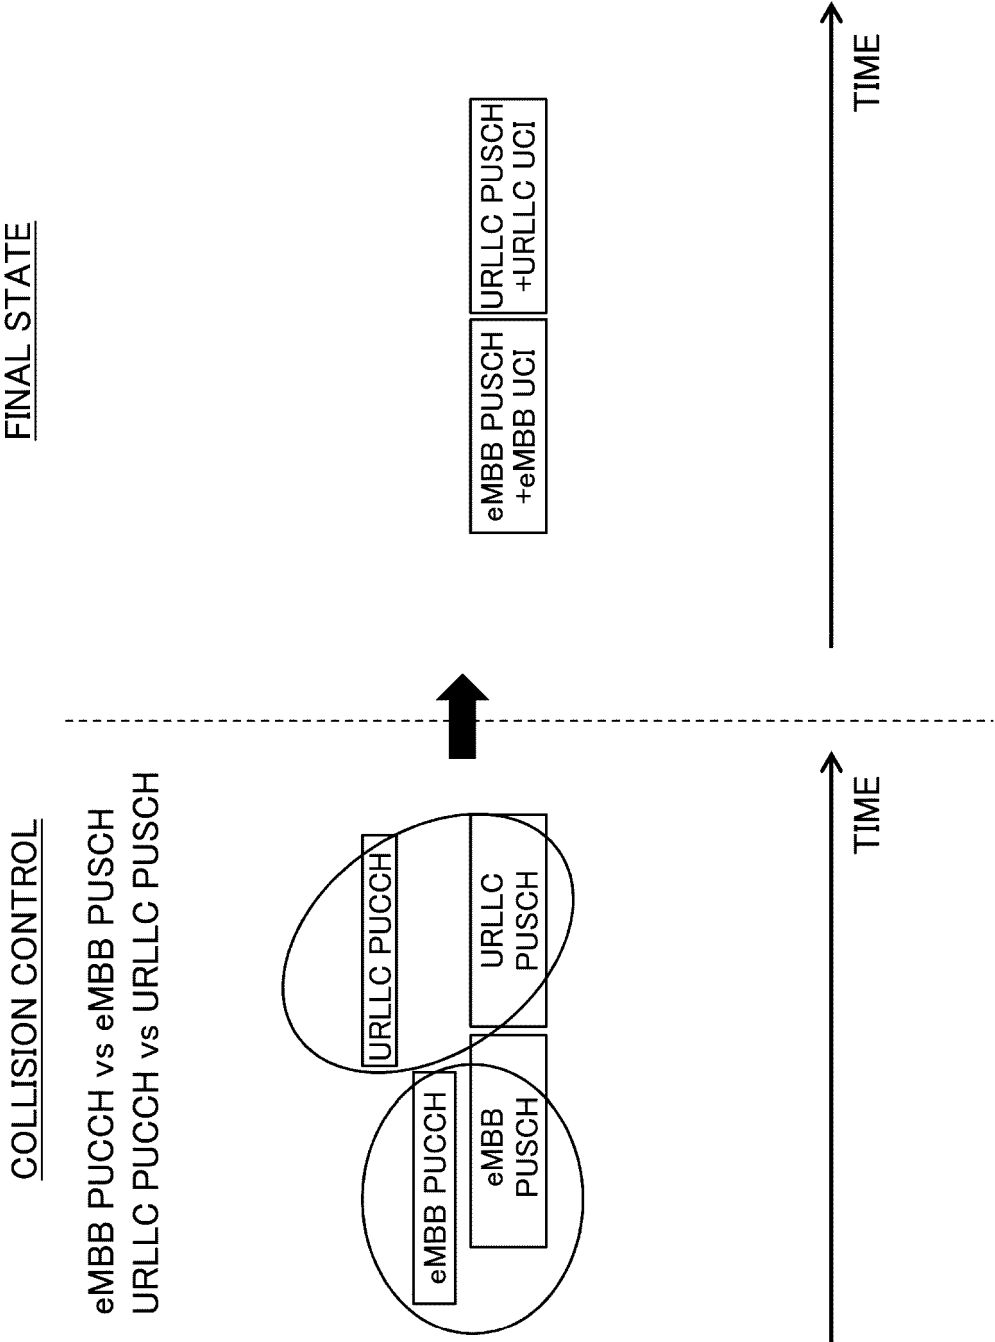 COLLISION CONTROL
eMBB PUCCH vs eMBB PUSCH
URLLC PUCCH vs URLLC PUSCH
URLLC PUCCH
eMBB PUCCH
eMBB
PUSCH
URLLC
PUSCH
TIME
FINAL STATE
eMBB PUSCH
+eMBB UCI
URLLC PUSCH
+URLLC UCI
TIME